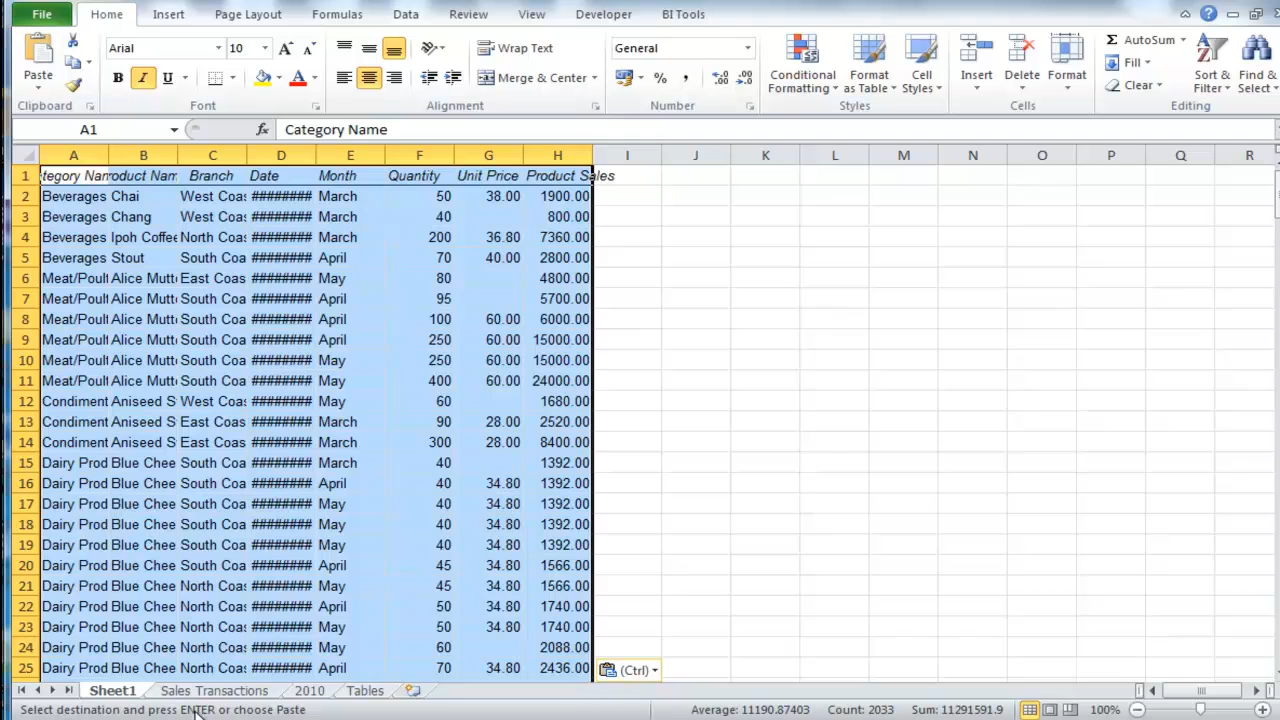 File Home Insert Page Layout Formulas Data Review View Developer BI Tools
Paste Arial 10 Wrap Text General Conditional Formatting Format as Table Cell Styles Insert Delete Format AutoSum Fill Clear Sort & Filter Find & Select
B I U Merge & Center % ,
Clipboard Font Alignment Number Styles Cells Editing
A1 fx Category Name
A B C D E F G H I J K L M N O P Q R
1 tegory Nam roduct Nam Branch Date Month Quantity Unit Price Product Sales
2 Beverages Chai West Coas ######## March 50 38.00 1900.00
3 Beverages Chang West Coas ######## March 40 800.00
4 Beverages Ipoh Coffee North Coas ######## March 200 36.80 7360.00
5 Beverages Stout South Coa ######## April 70 40.00 2800.00
6 Meat/Poult Alice Mutt East Coas ######## May 80 4800.00
7 Meat/Poult Alice Mutt South Coa ######## April 95 5700.00
8 Meat/Poult Alice Mutt South Coa ######## April 100 60.00 6000.00
9 Meat/Poult Alice Mutt South Coa ######## April 250 60.00 15000.00
10 Meat/Poult Alice Mutt South Coa ######## May 250 60.00 15000.00
11 Meat/Poult Alice Mutt South Coa ######## May 400 60.00 24000.00
12 Condiment Aniseed S West Coas ######## May 60 1680.00
13 Condiment Aniseed S East Coas ######## March 90 28.00 2520.00
14 Condiment Aniseed S East Coas ######## March 300 28.00 8400.00
15 Dairy Prod Blue Chee South Coa ######## March 40 1392.00
16 Dairy Prod Blue Chee South Coa ######## April 40 34.80 1392.00
17 Dairy Prod Blue Chee South Coa ######## May 40 34.80 1392.00
18 Dairy Prod Blue Chee South Coa ######## May 40 34.80 1392.00
19 Dairy Prod Blue Chee South Coa ######## May 40 34.80 1392.00
20 Dairy Prod Blue Chee South Coa ######## April 45 34.80 1566.00
21 Dairy Prod Blue Chee North Coas ######## May 45 34.80 1566.00
22 Dairy Prod Blue Chee North Coas ######## April 50 34.80 1740.00
23 Dairy Prod Blue Chee North Coas ######## May 50 34.80 1740.00
24 Dairy Prod Blue Chee North Coas ######## May 60 2088.00
25 Dairy Prod Blue Chee North Coas ######## April 70 34.80 2436.00
(Ctrl)
Sheet1 Sales Transactions 2010 Tables
Select destination and press ENTER or choose Paste Average: 11190.87403 Count: 2033 Sum: 11291591.9 100%